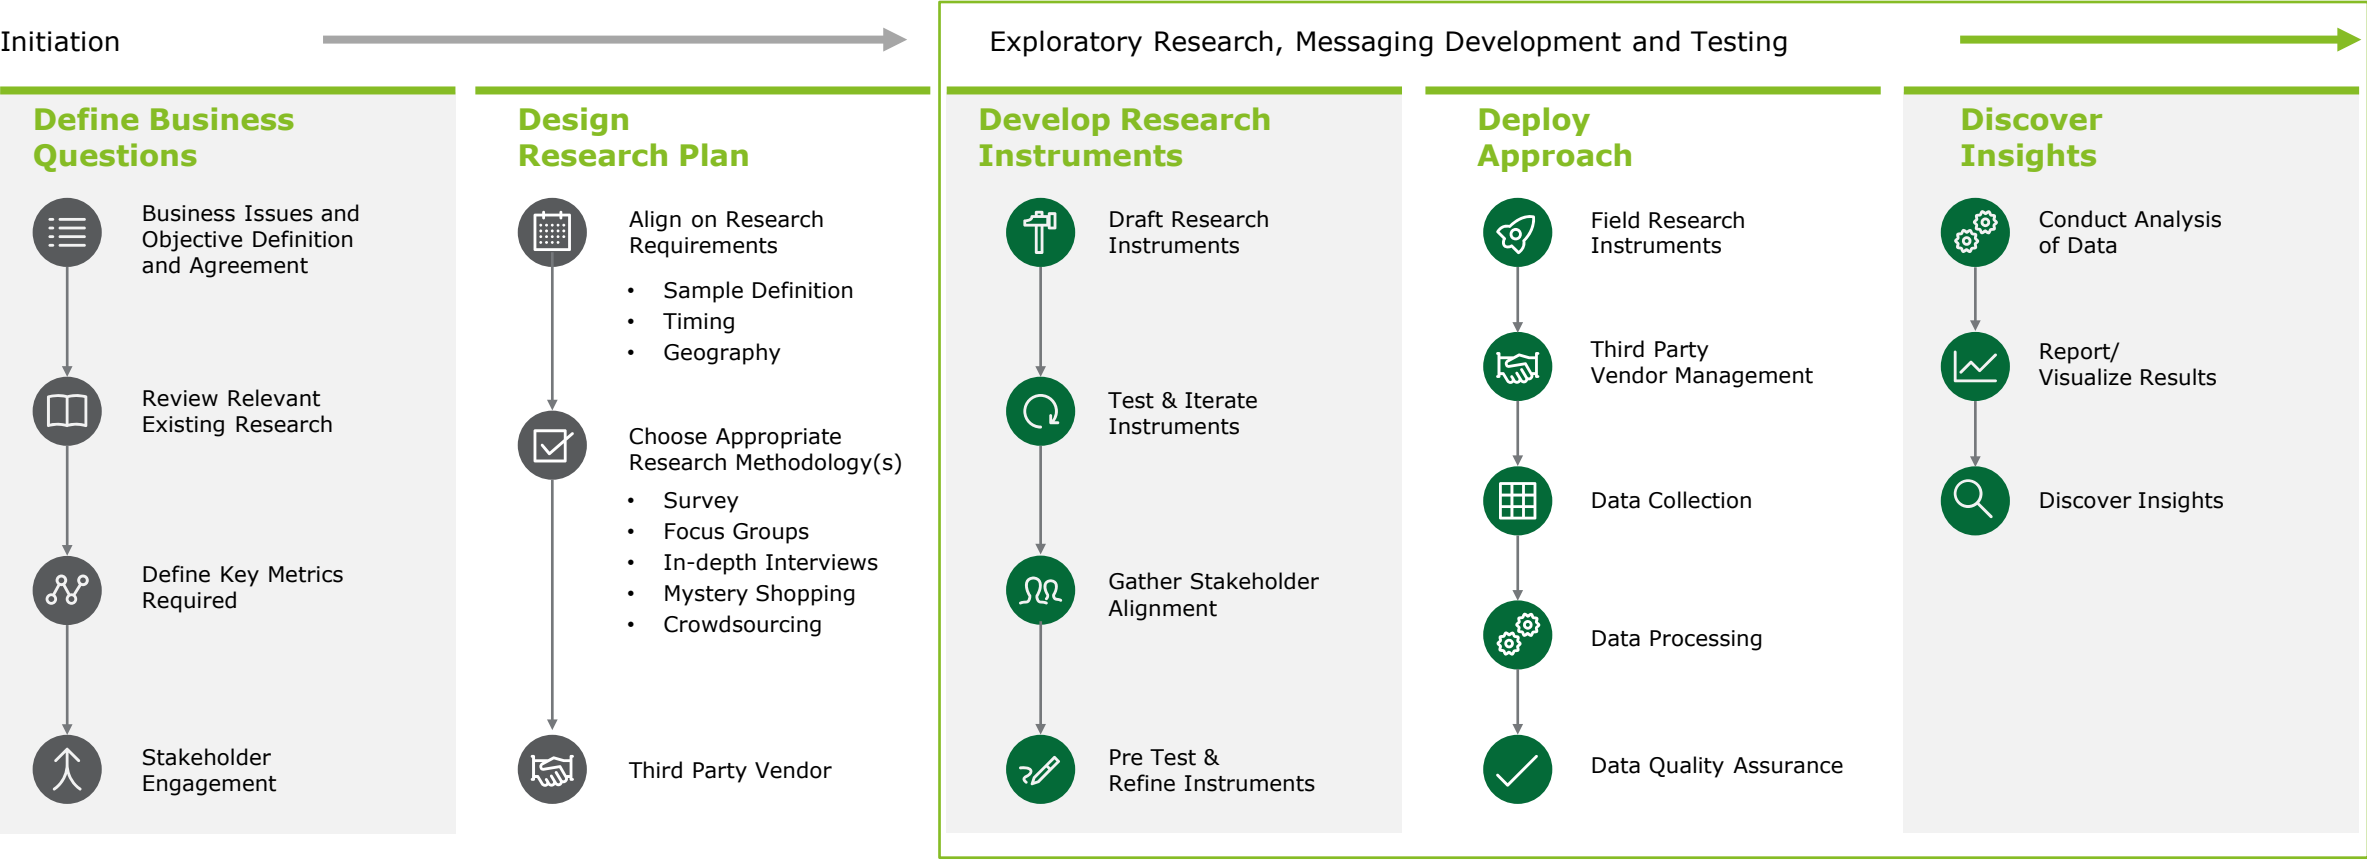 Initiation
Exploratory Research, Messaging Development and Testing
Define Business
Questions
Business Issues and
Objective Definition
and Agreement
Review Relevant
Existing Research
Define Key Metrics
Required
Stakeholder
Engagement
Design
Research Plan
Align on Research
Requirements
• Sample Definition
• Timing
• Geography
Choose Appropriate
Research Methodology(s)
• Survey
• Focus Groups
• In-depth Interviews
• Mystery Shopping
• Crowdsourcing
Third Party Vendor
Develop Research
Instruments
Draft Research
Instruments
Test & Iterate
Instruments
Gather Stakeholder
Alignment
Pre Test &
Refine Instruments
Deploy
Approach
Field Research
Instruments
Third Party
Vendor Management
Data Collection
Data Processing
Data Quality Assurance
Discover
Insights
Conduct Analysis
of Data
Report/
Visualize Results
Discover Insights